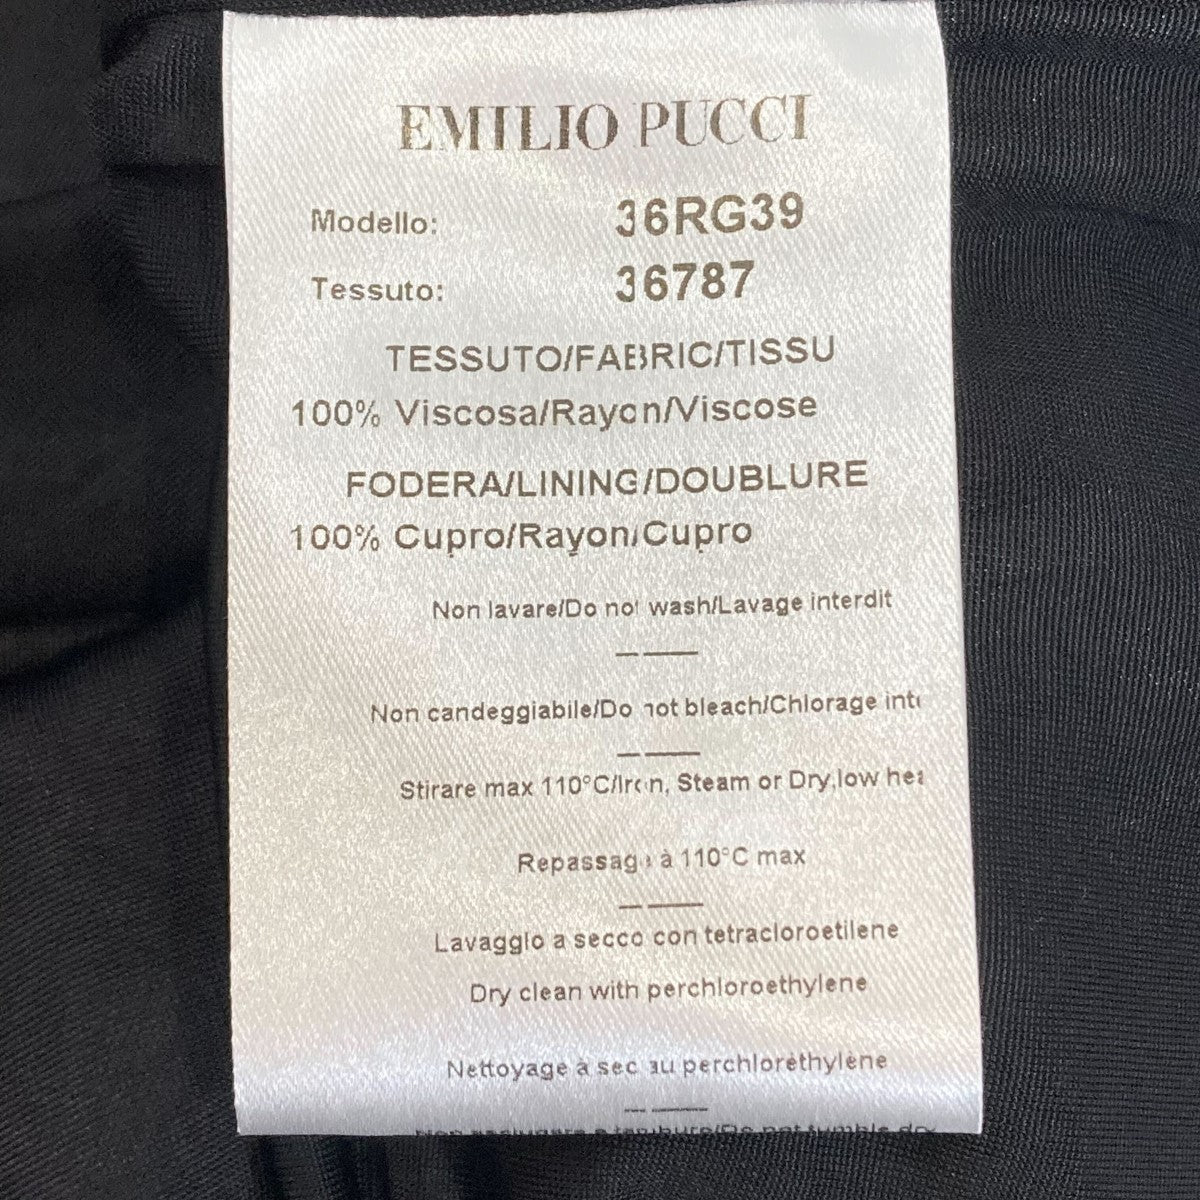 EMILIO PUCCI
Modello: 36RG39
Tessuto: 36787
TESSUTO/FABRIC/TISSU
100% Viscosa/Rayon/Viscose
FODERA/LINING/DOUBLURE
100% Cupro/Rayon/Cupro
Non lavare/Do not wash/Lavage interdit
Non candeggiabile/Do not bleach/Chlorage
Stirare max 110°C/Iron, Steam or Dry,low
Repassage à 110°C max
Lavaggio a secco con tetracloroetilene
Dry clean with perchloroethylene
Nettoyage à sec au perchloréthylène